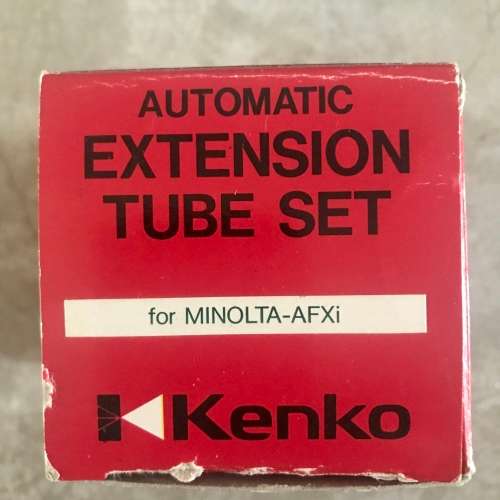 AUTOMATIC
EXTENSION
TUBE SET
for MINOLTA-AFXi
Kenko